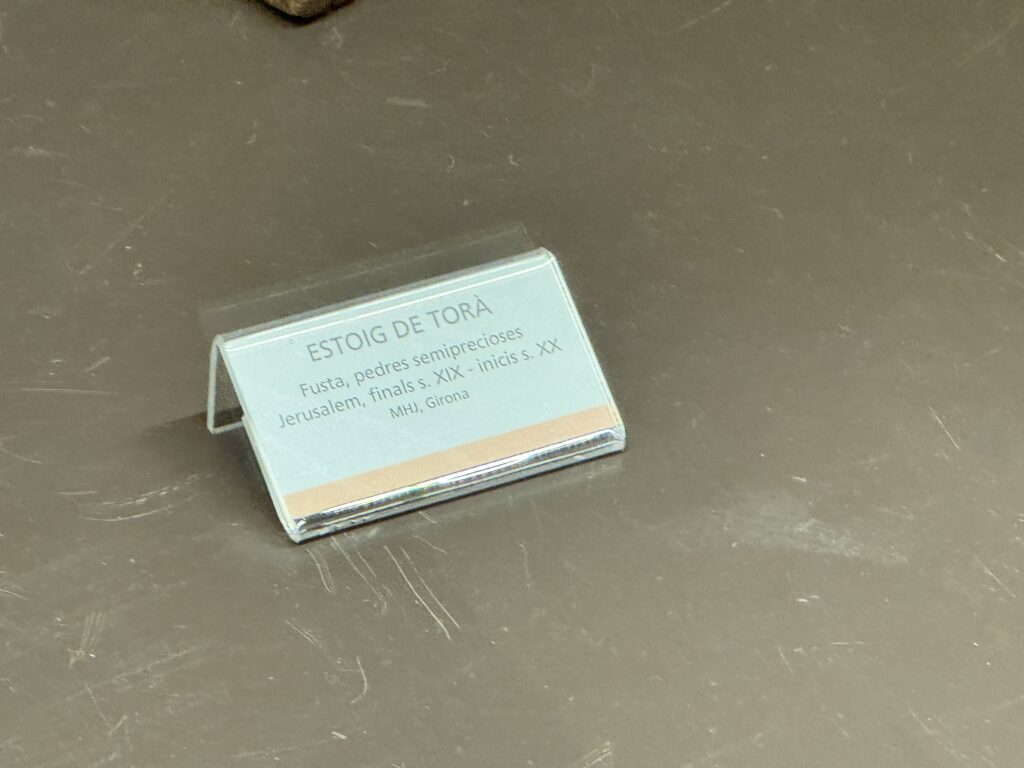 ESTOIG DE TORÀ
Fusta, pedres semiprecioses
Jerusalem, finals s. XIX - inicis s. XX
MHJ, Girona